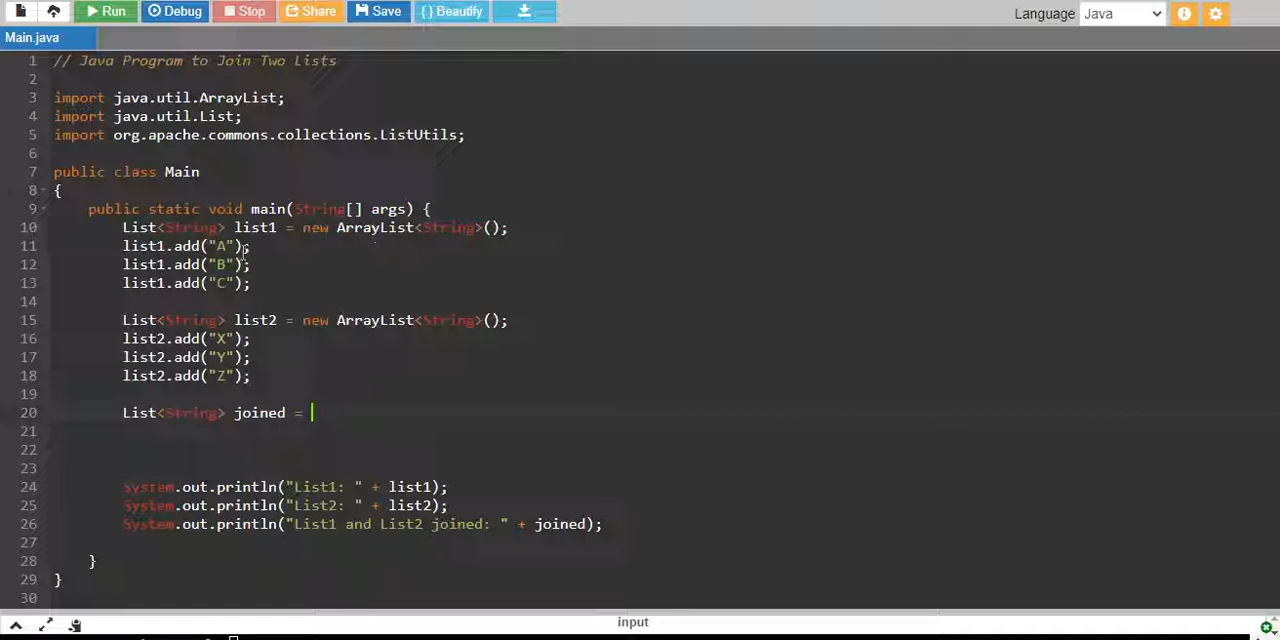 Run Debug Stop Share Save { } Beautify Language Java
Main.java
1 // Java Program to Join Two Lists
2
3 import java.util.ArrayList;
4 import java.util.List;
5 import org.apache.commons.collections.ListUtils;
6
7 public class Main
8 {
9 public static void main(String[] args) {
10 List<String> list1 = new ArrayList<String>();
11 list1.add("A");
12 list1.add("B");
13 list1.add("C");
14
15 List<String> list2 = new ArrayList<String>();
16 list2.add("X");
17 list2.add("Y");
18 list2.add("Z");
19
20 List<String> joined =
21
22
23
24 System.out.println("List1: " + list1);
25 System.out.println("List2: " + list2);
26 System.out.println("List1 and List2 joined: " + joined);
27
28 }
29 }
30
input